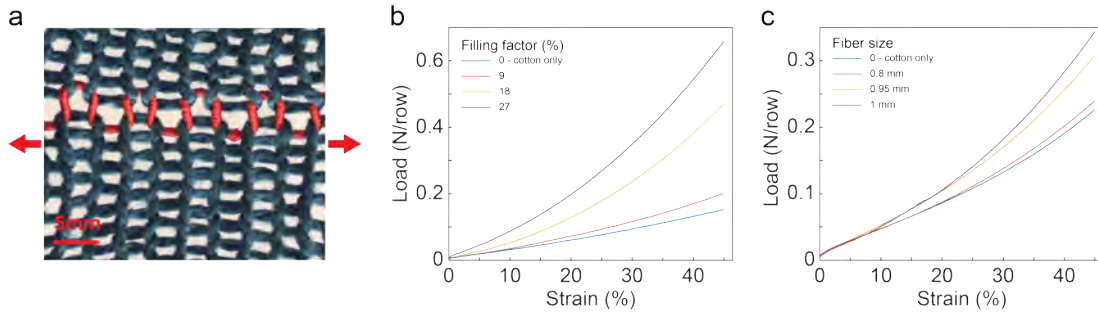 a
5mm
b
Load (N/row)
0.6
0.4
0.2
0
Filling factor (%)
0 - cotton only
9
18
27
0
10
20
30
40
Strain (%)
c
Load (N/row)
0.3
0.2
0.1
0
Fiber size
0 - cotton only
0.8 mm
0.95 mm
1 mm
0
10
20
30
40
Strain (%)